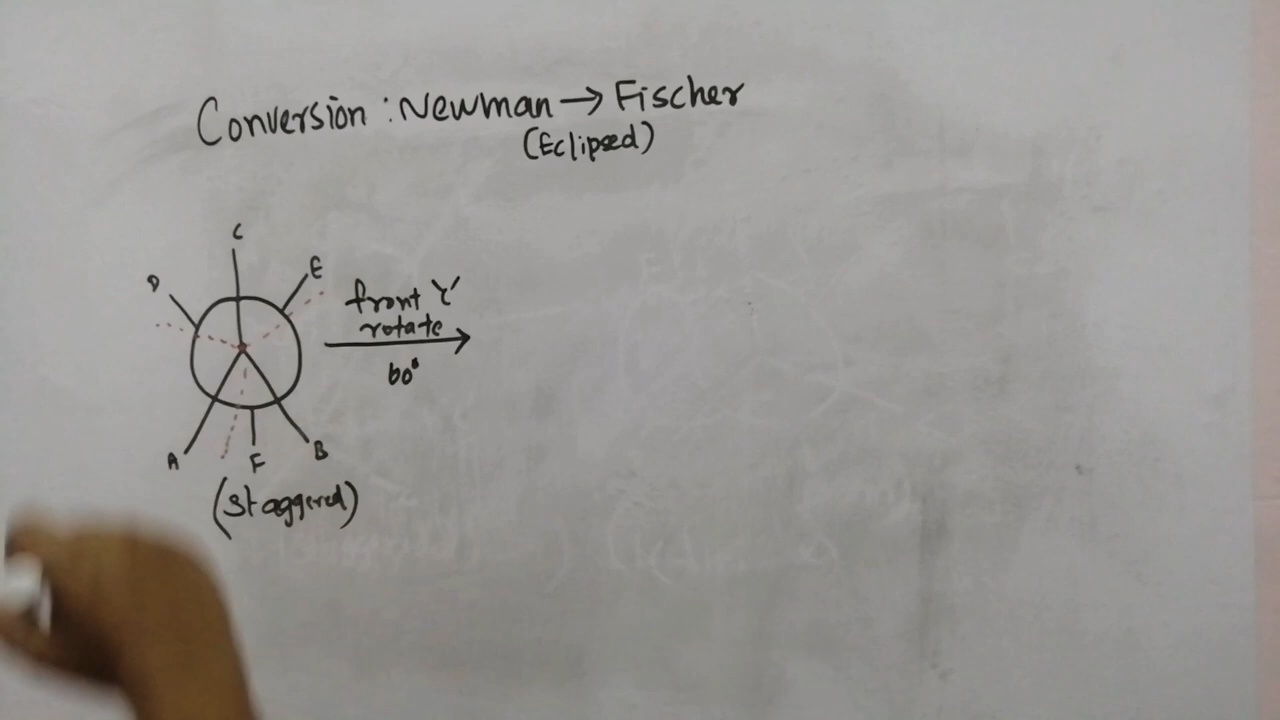 Conversion : Newman → Fischer
(Eclipsed)
C
D
E
front 'c'
rotate
60°
A
F
B
(Staggered)